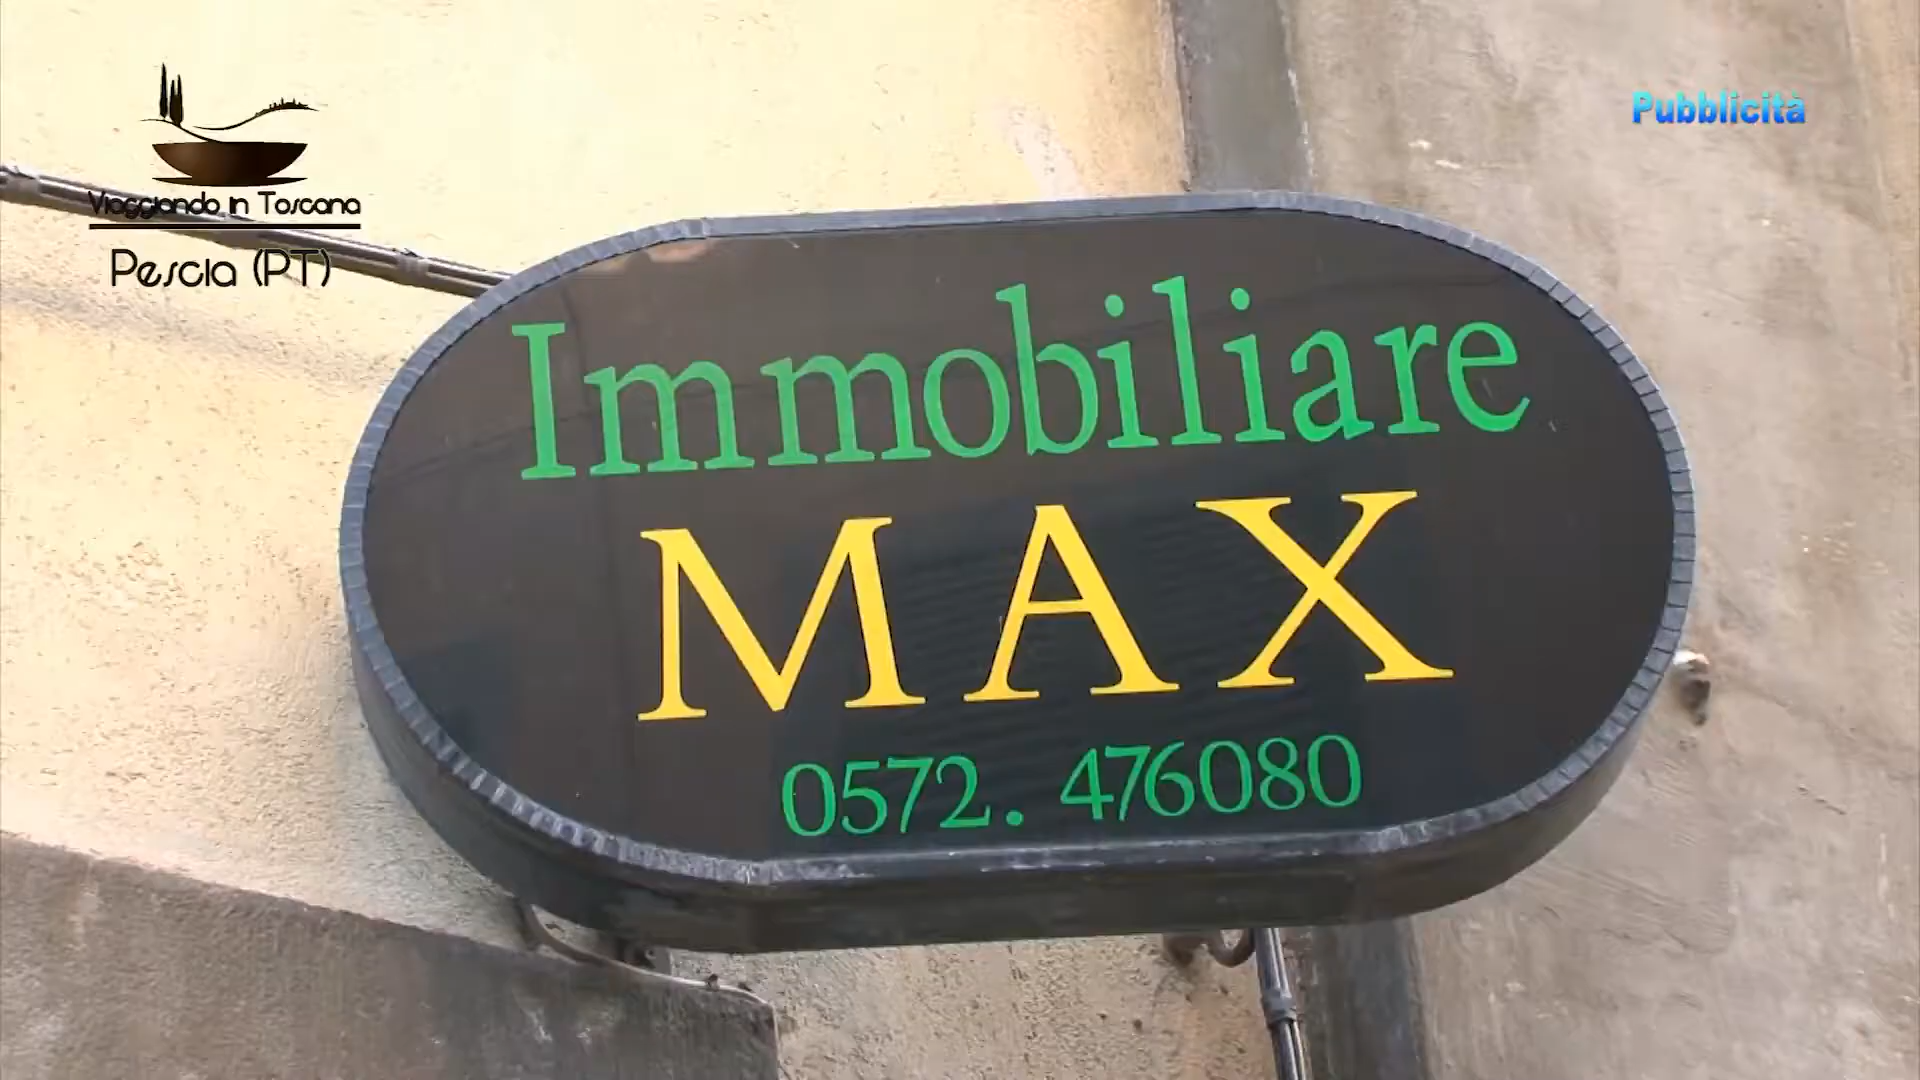 Viaggiando in Toscana
Pescia (PT)
Pubblicità
Immobiliare
MAX
0572. 476080